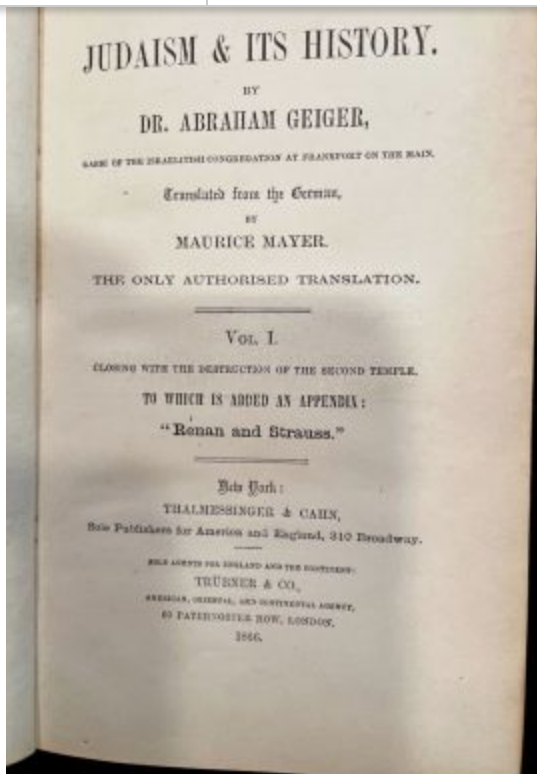 JUDAISM & ITS HISTORY.
BY
DR. ABRAHAM GEIGER,
RABBI OF THE ISRAELITISH CONGREGATION AT FRANKFORT ON THE MAIN.
Translated from the German,
BY
MAURICE MAYER.
THE ONLY AUTHORISED TRANSLATION.
VOL. I.
CLOSING WITH THE DESTRUCTION OF THE SECOND TEMPLE.
TO WHICH IS ADDED AN APPENDIX:
“Renan and Strauss.”
New York:
THALMESSINGER & CAHN,
Sole Publishers for America and England, 310 Broadway.
SOLE AGENTS FOR ENGLAND AND THE CONTINENT:
TRÜBNER & CO.,
AMERICAN, ORIENTAL, AND CONTINENTAL AGENCY,
60 PATERNOSTER ROW, LONDON.
1866.